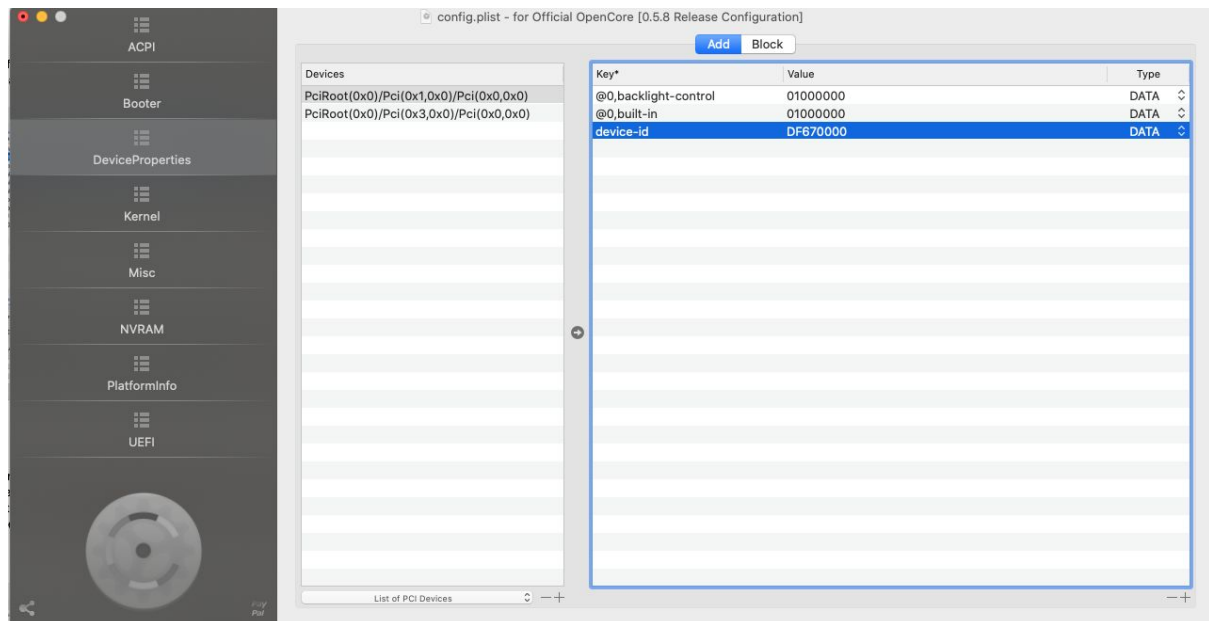 config.plist - for Official OpenCore [0.5.8 Release Configuration]
ACPI
Booter
DeviceProperties
Kernel
Misc
NVRAM
PlatformInfo
UEFI
Add Block
Devices
PciRoot(0x0)/Pci(0x1,0x0)/Pci(0x0,0x0)
PciRoot(0x0)/Pci(0x3,0x0)/Pci(0x0,0x0)
List of PCI Devices
Key* Value Type
@0,backlight-control 01000000 DATA
@0,built-in 01000000 DATA
device-id DF670000 DATA
Pay
Pal